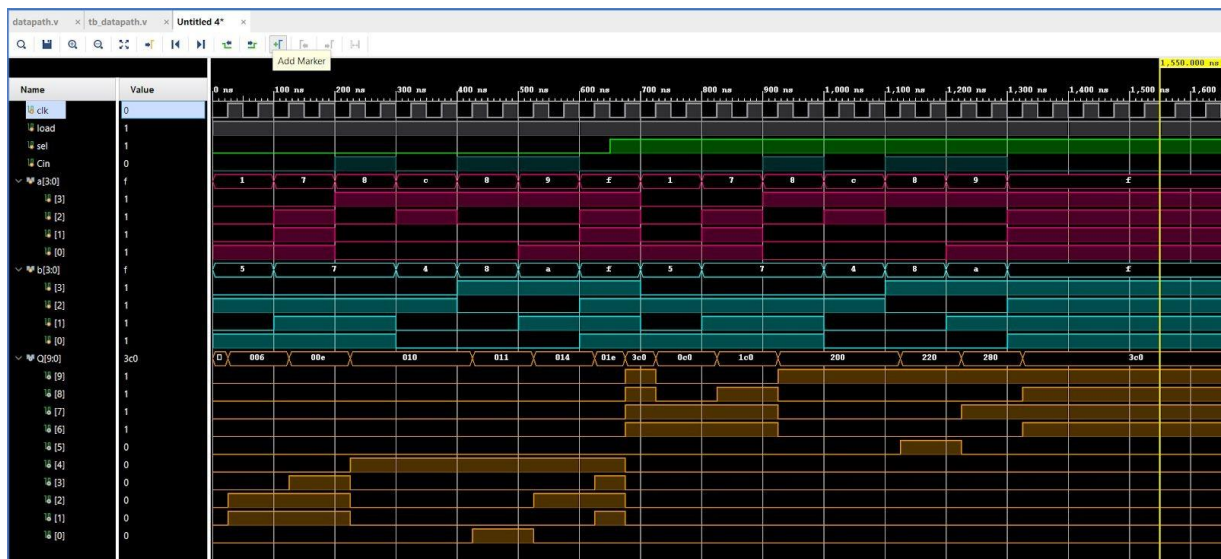 datapath.v × tb_datapath.v × Untitled 4* ×
Add Marker
1,550.000 ns
Name Value 0 ns 100 ns 200 ns 300 ns 400 ns 500 ns 600 ns 700 ns 800 ns 900 ns 1,000 ns 1,100 ns 1,200 ns 1,300 ns 1,400 ns 1,500 ns 1,600
clk 0
load 1
sel 1
Cin 0
a[3:0] f 1 7 8 c 8 9 f 1 7 8 c 8 9 f
[3] 1
[2] 1
[1] 1
[0] 1
b[3:0] f 5 7 4 8 a f 5 7 4 8 a f
[3] 1
[2] 1
[1] 1
[0] 1
Q[9:0] 3c0 006 00e 010 011 014 01e 3c0 0c0 1c0 200 220 280 3c0
[9] 1
[8] 1
[7] 1
[6] 1
[5] 0
[4] 0
[3] 0
[2] 0
[1] 0
[0] 0